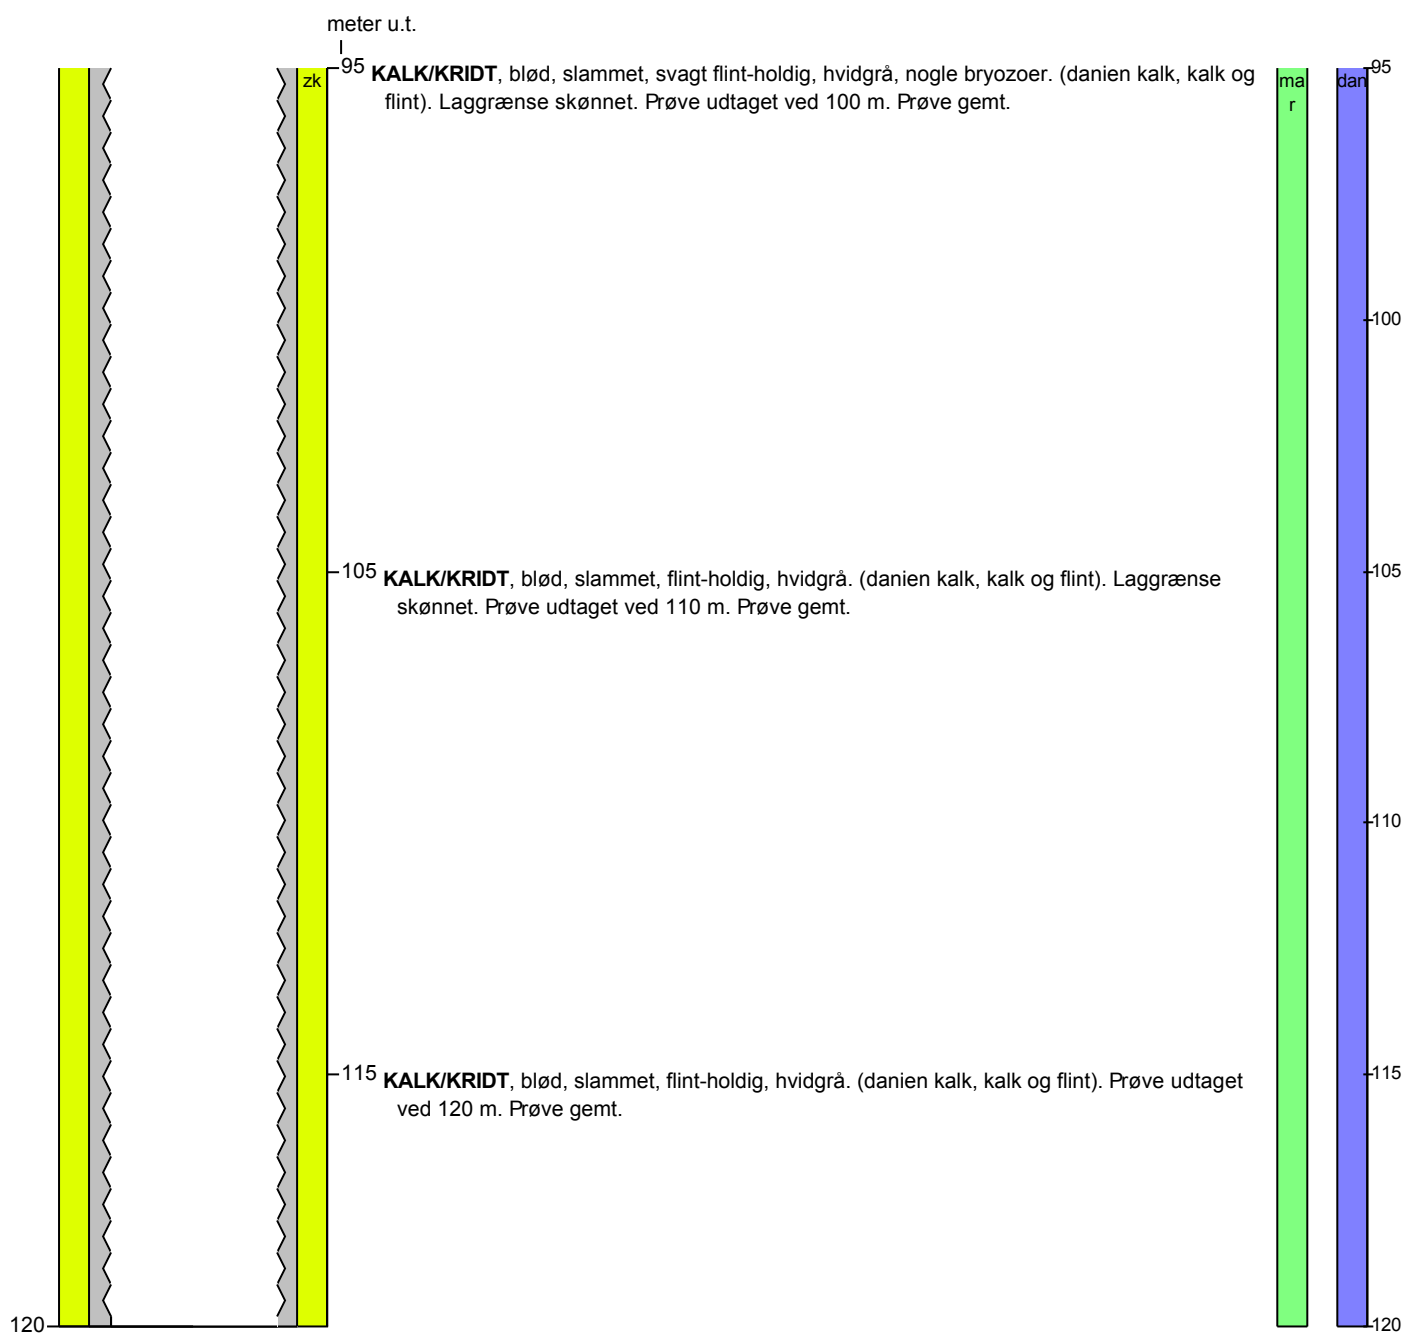 meter u.t.
95 KALK/KRIDT, blød, slammet, svagt flint-holdig, hvidgrå, nogle bryozoer. (danien kalk, kalk og
flint). Laggrænse skønnet. Prøve udtaget ved 100 m. Prøve gemt.
zk
ma
r
dan
95
100
105 KALK/KRIDT, blød, slammet, flint-holdig, hvidgrå. (danien kalk, kalk og flint). Laggrænse
skønnet. Prøve udtaget ved 110 m. Prøve gemt.
105
110
115 KALK/KRIDT, blød, slammet, flint-holdig, hvidgrå. (danien kalk, kalk og flint). Prøve udtaget
ved 120 m. Prøve gemt.
115
120
120